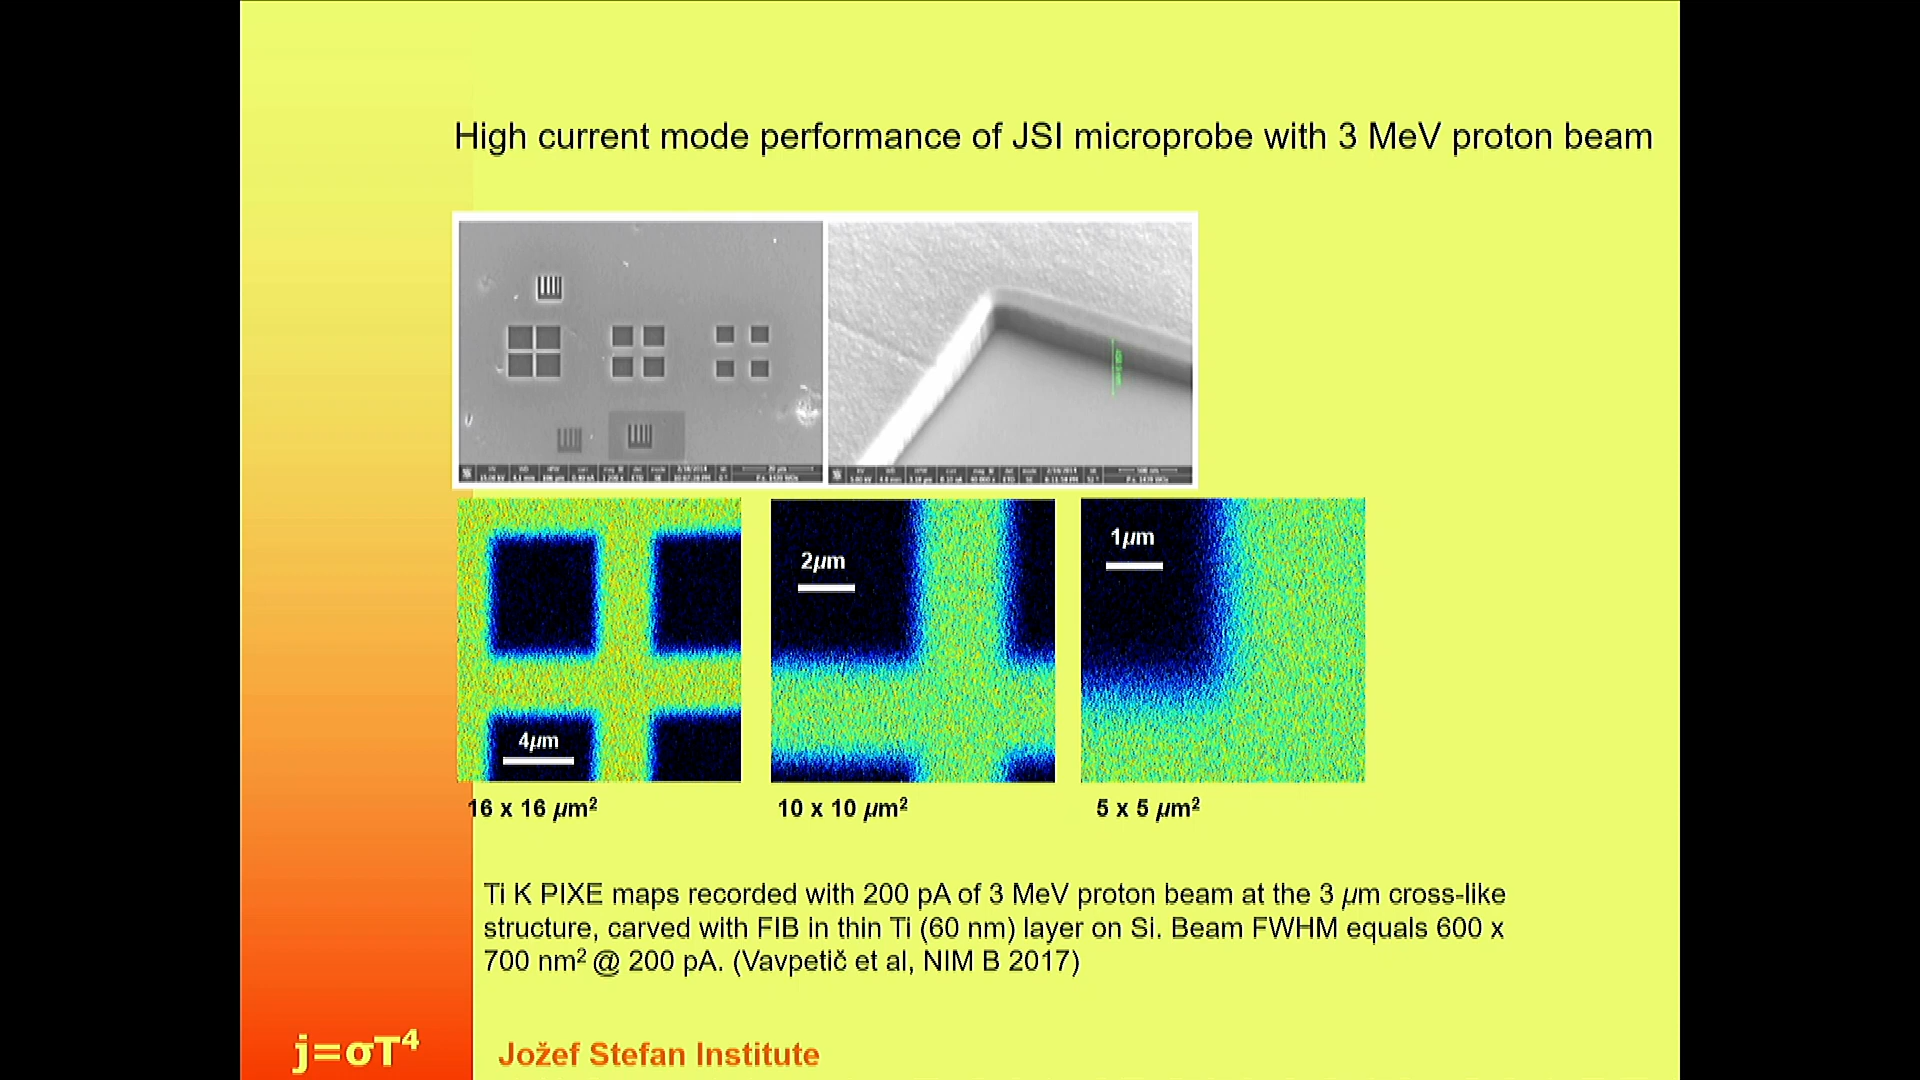 High current mode performance of JSI microprobe with 3 MeV proton beam
2µm
1µm
4µm
16 x 16 µm²
10 x 10 µm²
5 x 5 µm²
Ti K PIXE maps recorded with 200 pA of 3 MeV proton beam at the 3 µm cross-like
structure, carved with FIB in thin Ti (60 nm) layer on Si. Beam FWHM equals 600 x
700 nm² @ 200 pA. (Vavpetič et al, NIM B 2017)
j=σT⁴
Jožef Stefan Institute